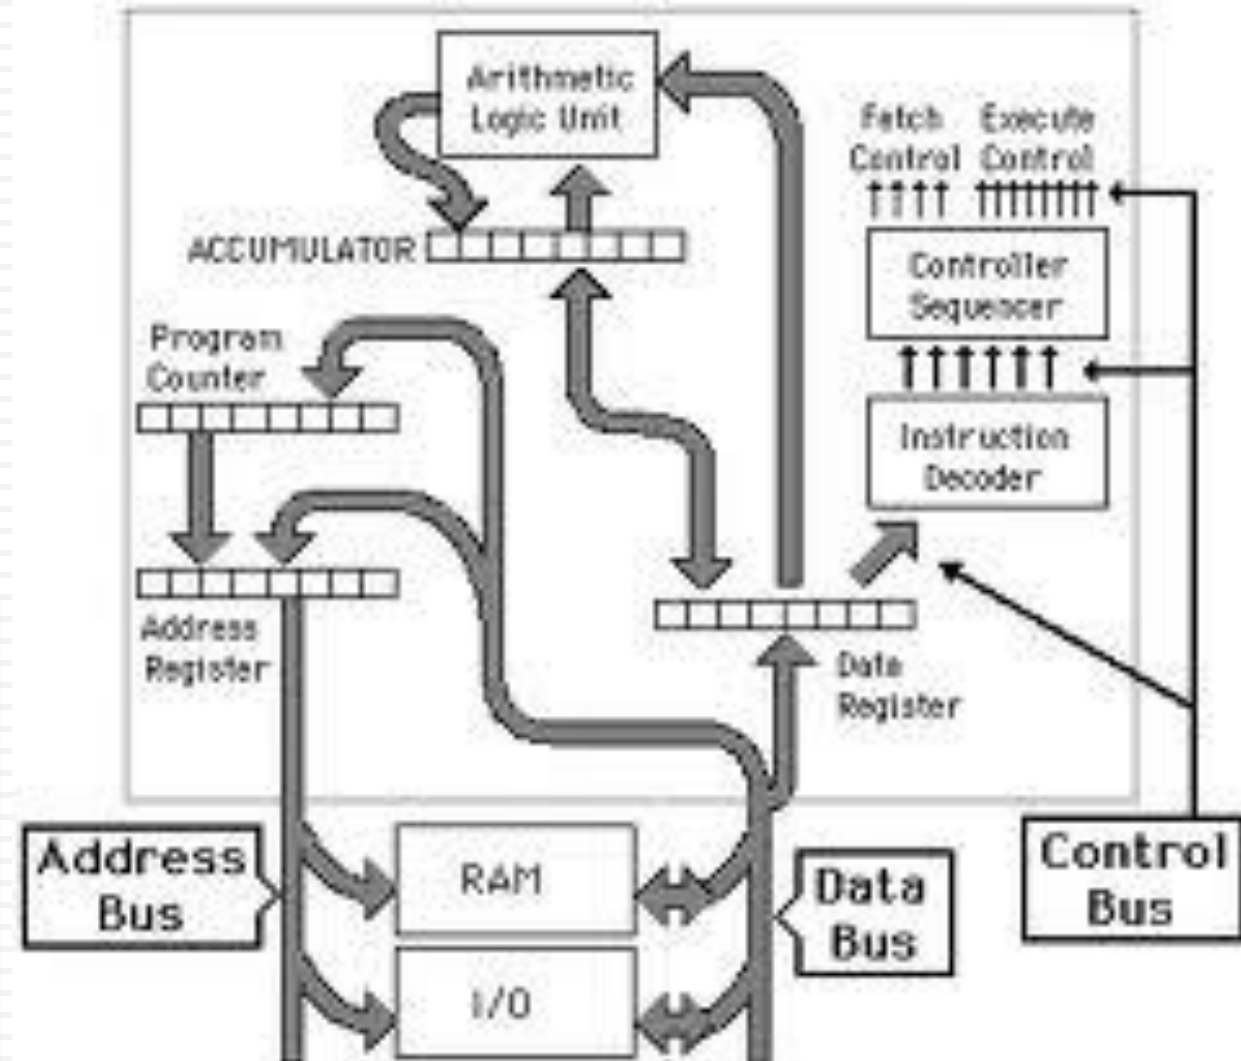 Arithmetic
Logic Unit
Fetch
Control
Execute
Control
ACCUMULATOR
Controller
Sequencer
Program
Counter
Instruction
Decoder
Address
Register
Data
Register
Address
Bus
RAM
Data
Bus
Control
Bus
I/O